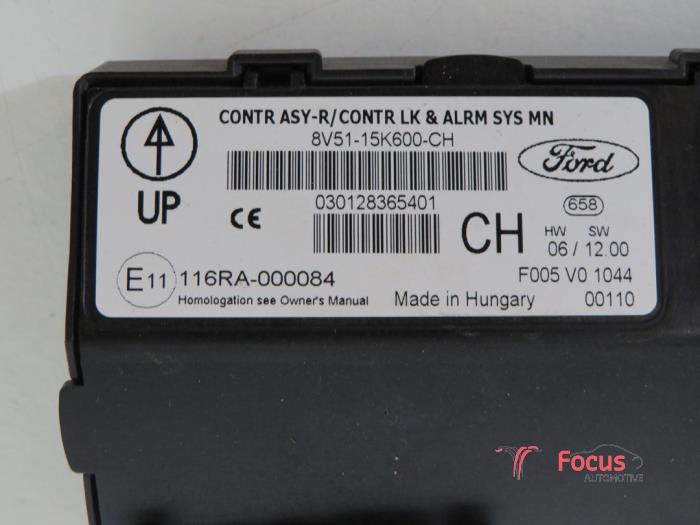 CONTR ASY-R/CONTR LK & ALRM SYS MN
8V51-15K600-CH
Ford
UP
CE
030128365401
CH
658
HW SW
06 / 12.00
E11 116RA-000084
Homologation see Owner's Manual
Made in Hungary
F005 V0 1044
00110
Focus
AUTOMOTIVE